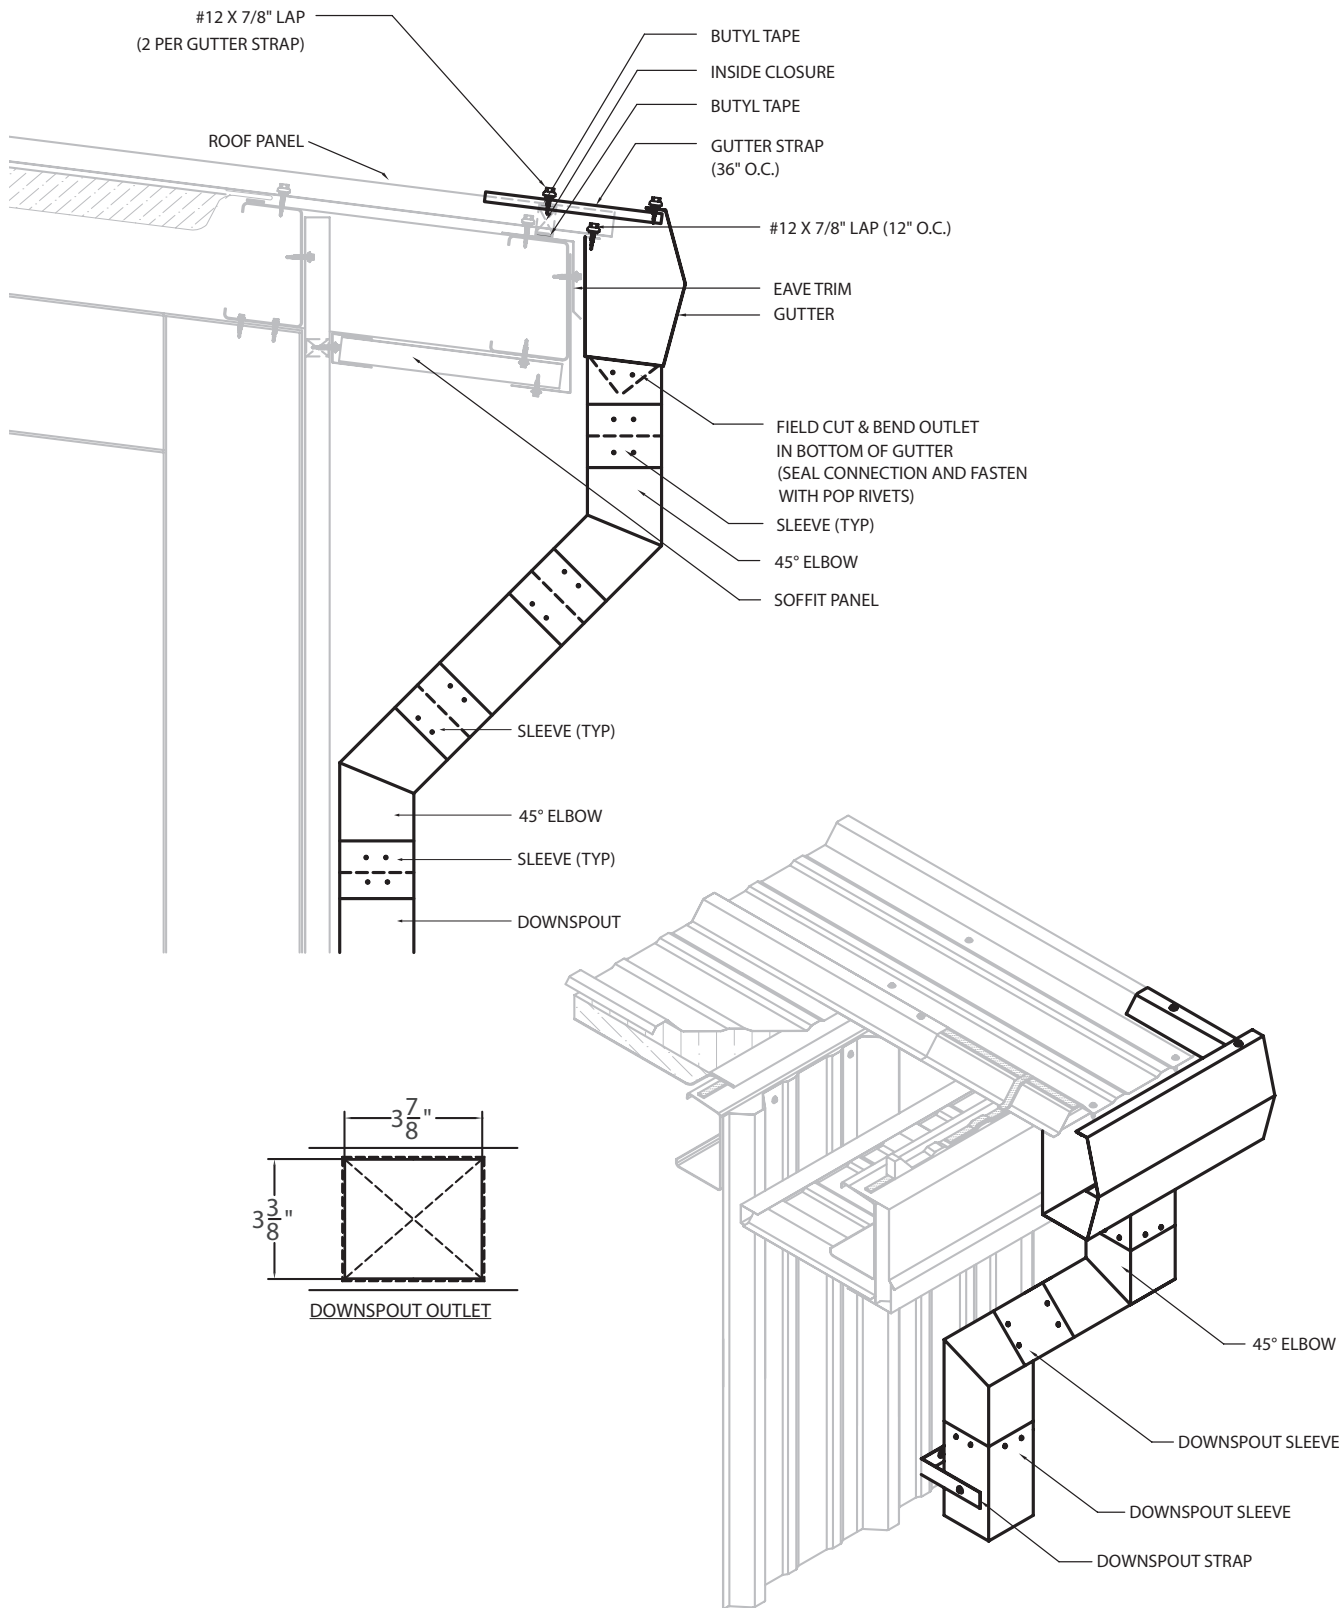 #12 X 7/8" LAP
(2 PER GUTTER STRAP)
BUTYL TAPE
INSIDE CLOSURE
BUTYL TAPE
ROOF PANEL
GUTTER STRAP
(36" O.C.)
#12 X 7/8" LAP (12" O.C.)
EAVE TRIM
GUTTER
FIELD CUT & BEND OUTLET
IN BOTTOM OF GUTTER
(SEAL CONNECTION AND FASTEN
WITH POP RIVETS)
SLEEVE (TYP)
45° ELBOW
SOFFIT PANEL
SLEEVE (TYP)
45° ELBOW
SLEEVE (TYP)
DOWNSPOUT
3 7/8"
3 3/8"
DOWNSPOUT OUTLET
45° ELBOW
DOWNSPOUT SLEEVE
DOWNSPOUT SLEEVE
DOWNSPOUT STRAP